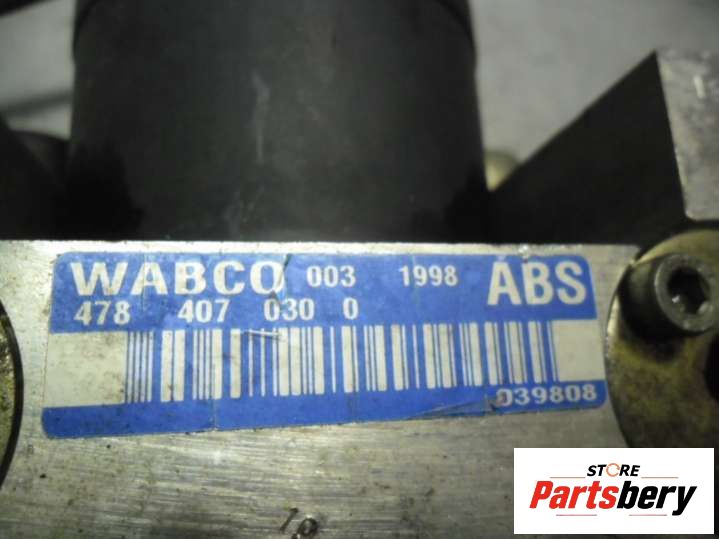 WABCO 003 1998 ABS
478 407 030 0
039808
STORE
Partsbery